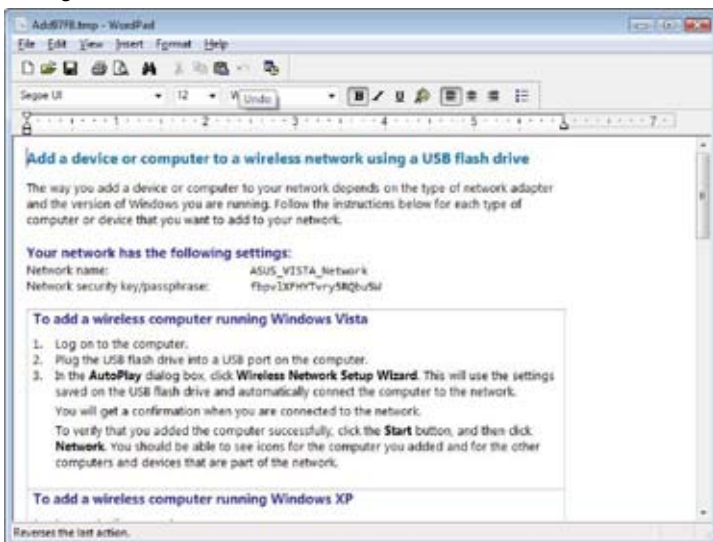 Add87F8.tmp - WordPad
File Edit View Insert Format Help
Segoe UI 12 Undo B U
1 2 3 4 5 7
Add a device or computer to a wireless network using a USB flash drive
The way you add a device or computer to your network depends on the type of network adapter
and the version of Windows you are running. Follow the instructions below for each type of
computer or device that you want to add to your network.
Your network has the following settings:
Network name: ASUS_VISTA_Network
Network security key/passphrase:
To add a wireless computer running Windows Vista
1. Log on to the computer.
2. Plug the USB flash drive into a USB port on the computer.
3. In the AutoPlay dialog box, click Wireless Network Setup Wizard. This will use the settings
saved on the USB flash drive and automatically connect the computer to the network.
You will get a confirmation when you are connected to the network.
To verify that you added the computer successfully, click the Start button, and then click
Network. You should be able to see icons for the computer you added and for the other
computers and devices that are part of the network.
To add a wireless computer running Windows XP
Reverses the last action.